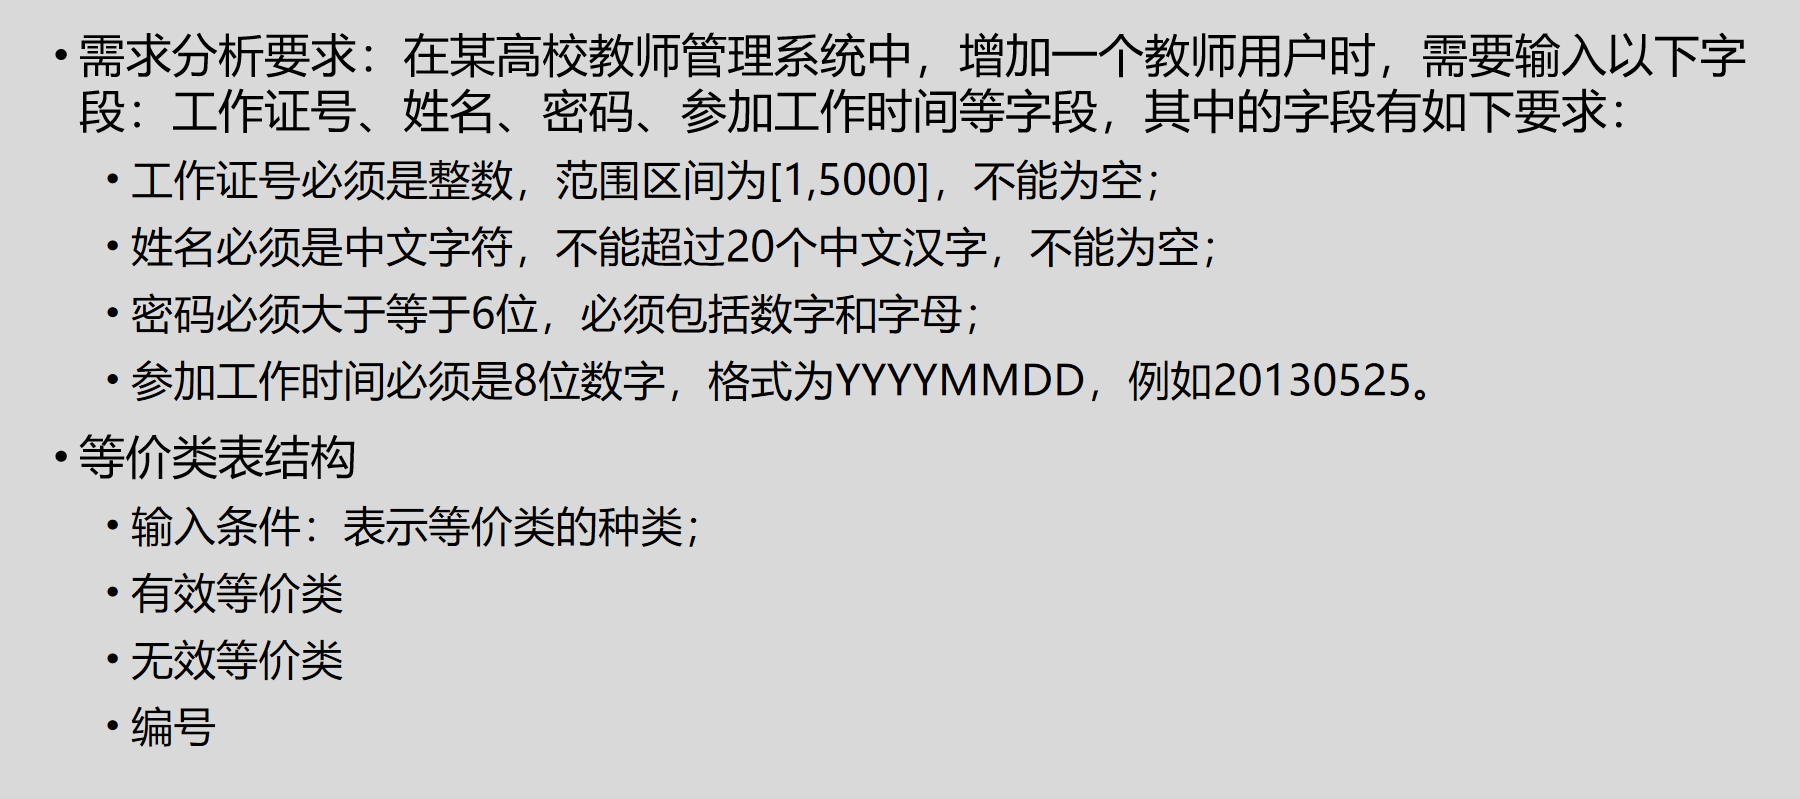 • 需求分析要求：在某高校教师管理系统中，增加一个教师用户时，需要输入以下字
段：工作证号、姓名、密码、参加工作时间等字段，其中的字段有如下要求：
• 工作证号必须是整数，范围区间为[1,5000]，不能为空；
• 姓名必须是中文字符，不能超过20个中文汉字，不能为空；
• 密码必须大于等于6位，必须包括数字和字母；
• 参加工作时间必须是8位数字，格式为YYYYMMDD，例如20130525。
• 等价类表结构
• 输入条件：表示等价类的种类；
• 有效等价类
• 无效等价类
• 编号